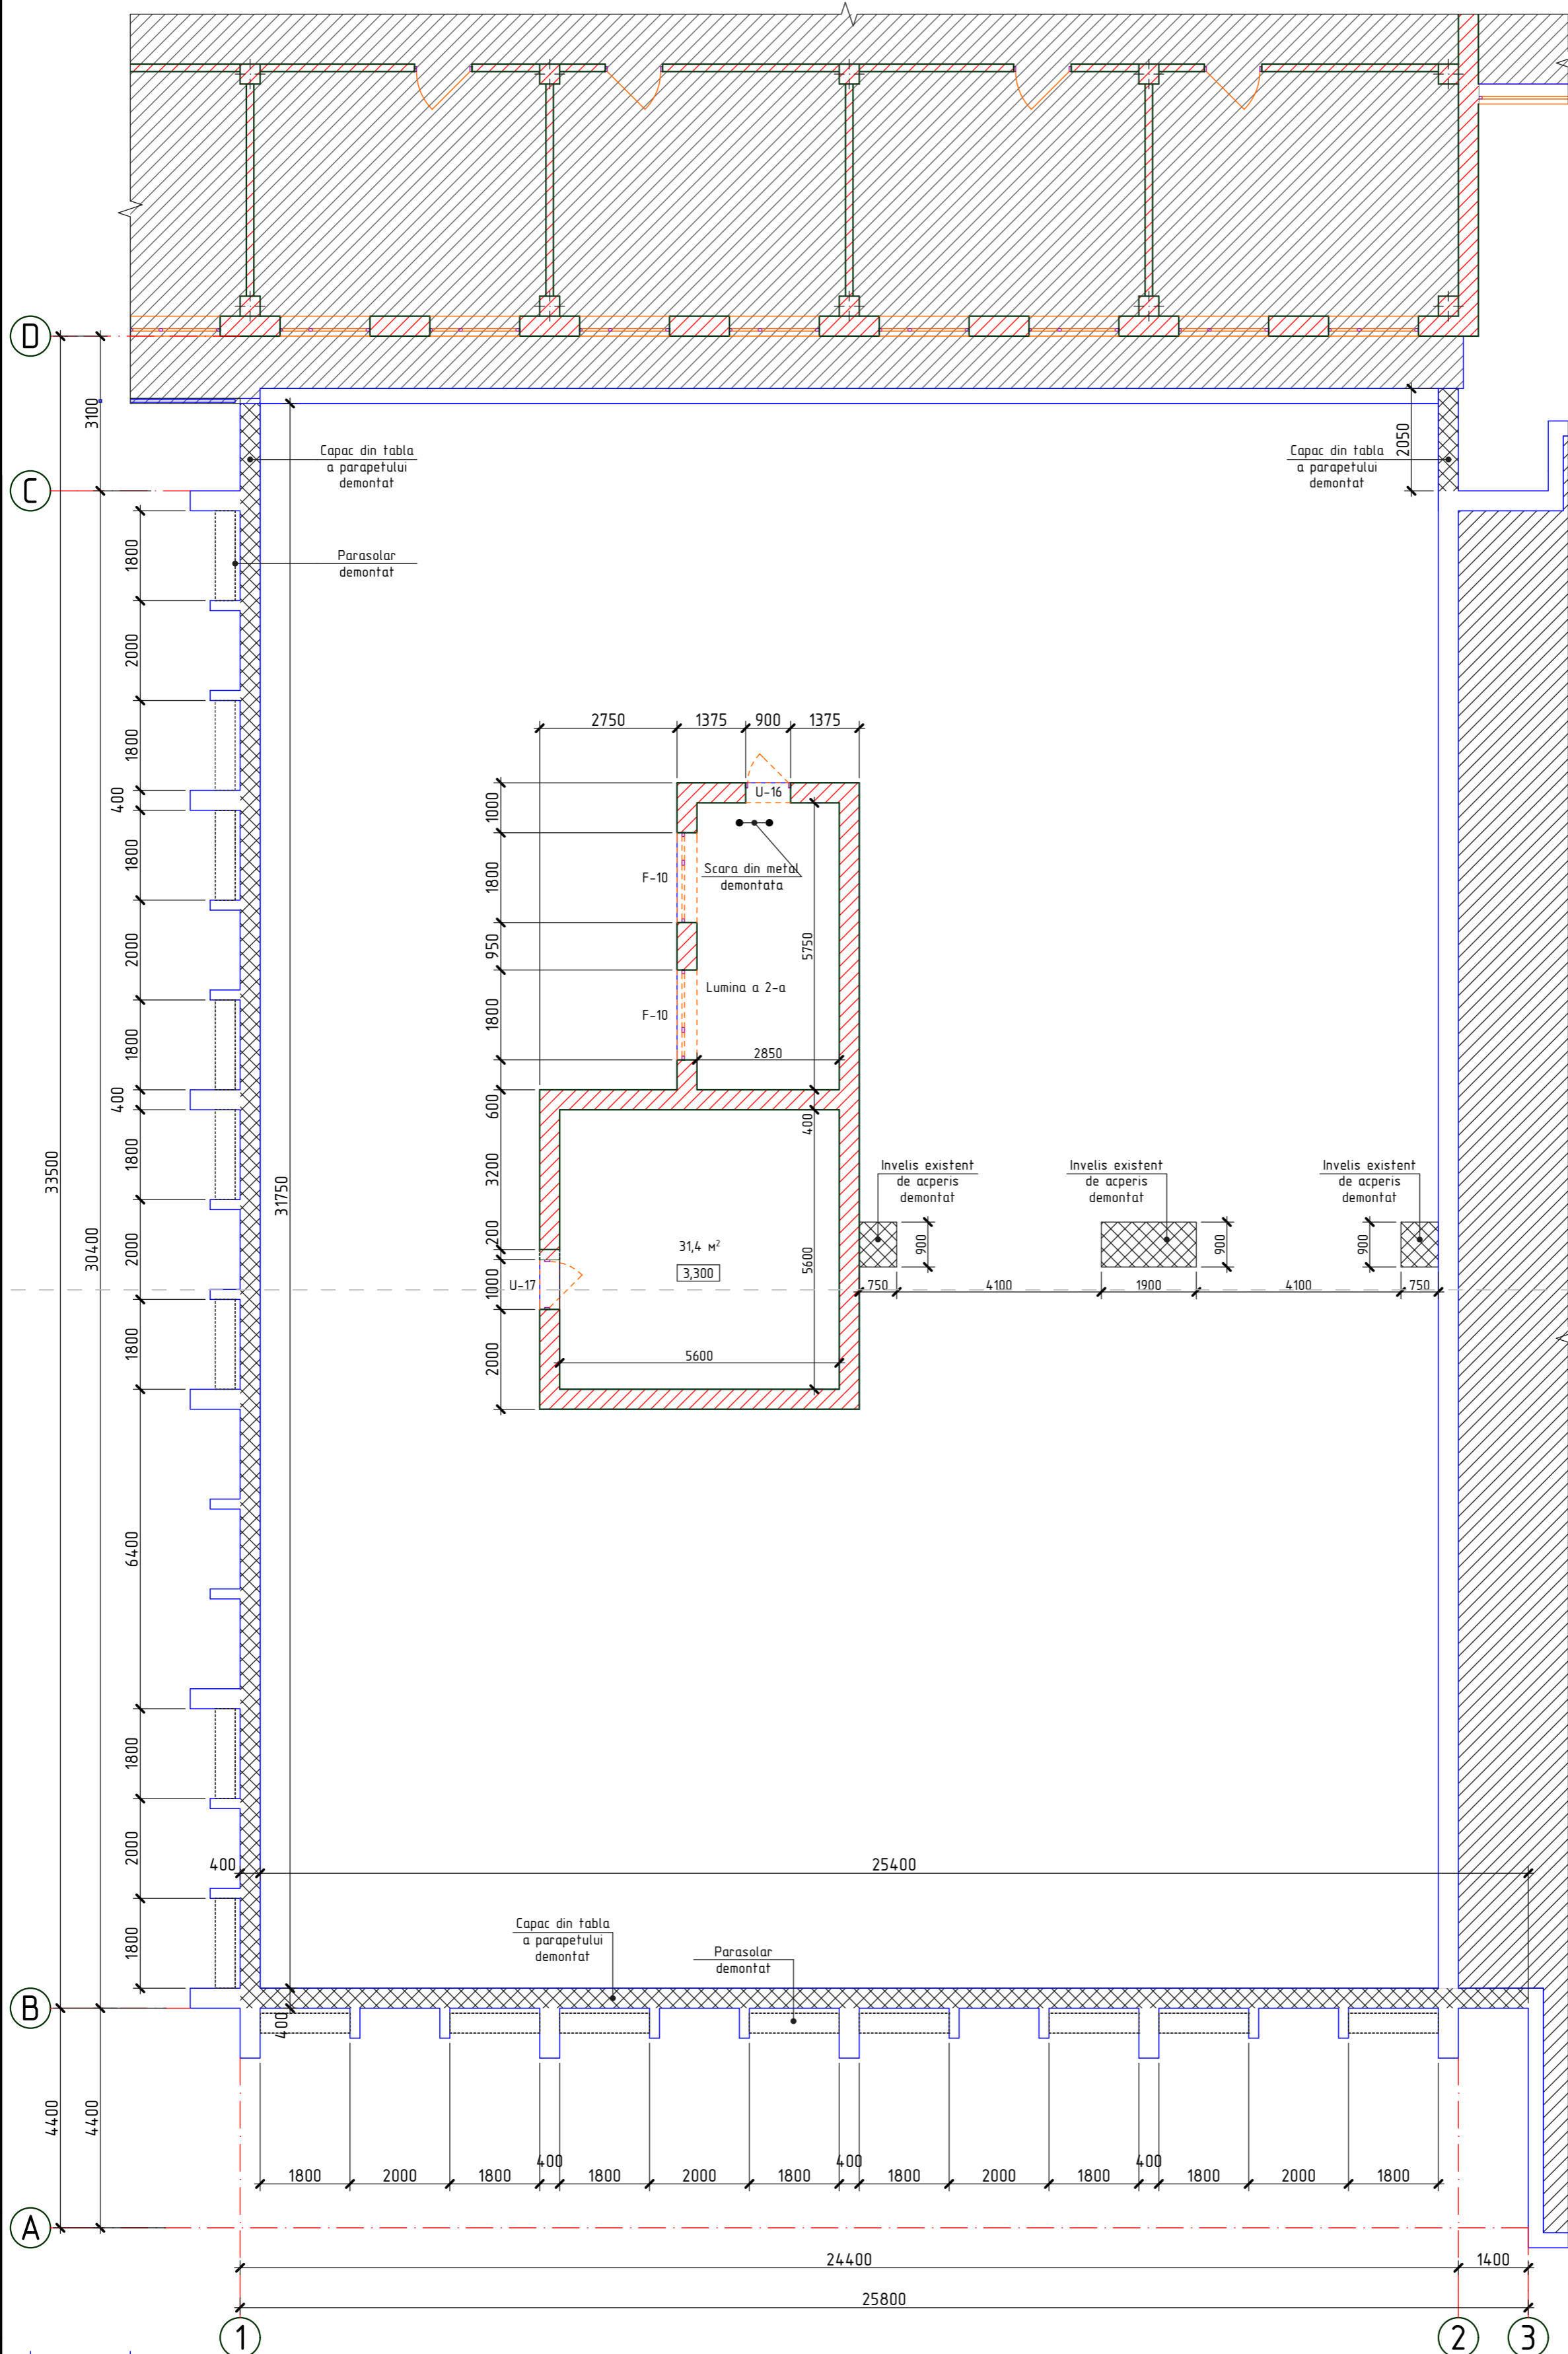 D
3100
2050
Capac din tabla
a parapetului
demontat
Capac din tabla
a parapetului
demontat
C
Parasolar
demontat
1800
2000
1800
400
1800
2000
1800
400
1800
2000
1800
6400
1800
2000
1800
33500
30400
31750
2750
1375
900
1375
U-16
1000
1800
950
1800
600
3200
200
1000
2000
F-10
Scara din metal
demontata
5750
Lumina a 2-a
F-10
2850
400
31,4 м²
3,300
5600
U-17
5600
Invelis existent
de acperis
demontat
Invelis existent
de acperis
demontat
Invelis existent
de acperis
demontat
900
900
900
750
4100
1900
4100
750
400
25400
Capac din tabla
a parapetului
demontat
Parasolar
demontat
B
400
4400
4400
1800
2000
1800
400
1800
2000
1800
400
1800
2000
1800
400
1800
2000
1800
A
24400
1400
25800
1
2
3